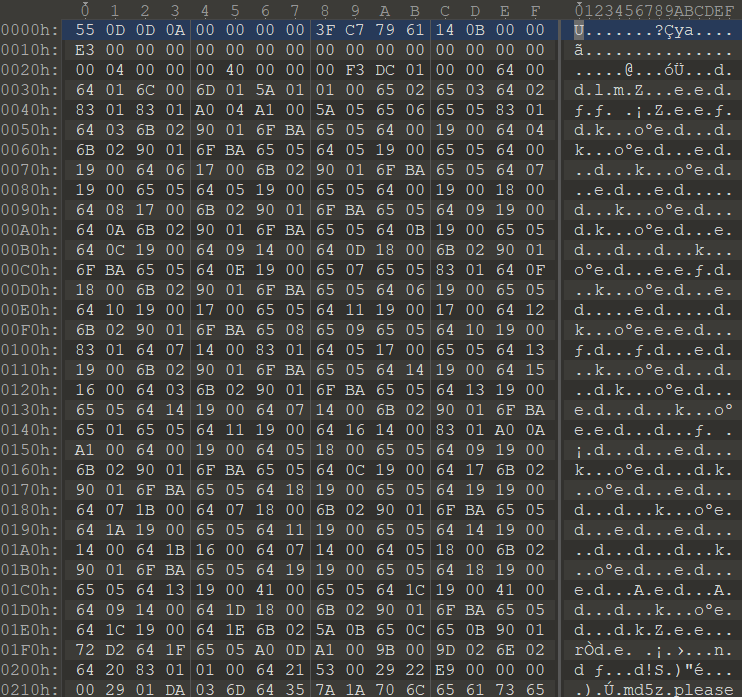 0 1 2 3 4 5 6 7 8 9 A B C D E F 0123456789ABCDEF
0000h: 55 0D 0D 0A 00 00 00 00 3F C7 79 61 14 0B 00 00 U.......?Çya....
0010h: E3 00 00 00 00 00 00 00 00 00 00 00 00 00 00 00 ã...............
0020h: 00 04 00 00 00 40 00 00 00 F3 DC 01 00 00 64 00 .....@...óÜ...d.
0030h: 64 01 6C 00 6D 01 5A 01 01 00 65 02 65 03 64 02 d.l.m.Z...e.e.d.
0040h: 83 01 83 01 A0 04 A1 00 5A 05 65 06 65 05 83 01 ƒ.ƒ. .¡.Z.e.e.ƒ.
0050h: 64 03 6B 02 90 01 6F BA 65 05 64 00 19 00 64 04 d.k...oºe.d...d.
0060h: 6B 02 90 01 6F BA 65 05 64 05 19 00 65 05 64 00 k...oºe.d...e.d.
0070h: 19 00 64 06 17 00 6B 02 90 01 6F BA 65 05 64 07 ..d...k...oºe.d.
0080h: 19 00 65 05 64 05 19 00 65 05 64 00 19 00 18 00 ..e.d...e.d.....
0090h: 64 08 17 00 6B 02 90 01 6F BA 65 05 64 09 19 00 d...k...oºe.d...
00A0h: 64 0A 6B 02 90 01 6F BA 65 05 64 0B 19 00 65 05 d.k...oºe.d...e.
00B0h: 64 0C 19 00 64 09 14 00 64 0D 18 00 6B 02 90 01 d...d...d...k...
00C0h: 6F BA 65 05 64 0E 19 00 65 07 65 05 83 01 64 0F oºe.d...e.e.ƒ.d.
00D0h: 18 00 6B 02 90 01 6F BA 65 05 64 06 19 00 65 05 ..k...oºe.d...e.
00E0h: 64 10 19 00 17 00 65 05 64 11 19 00 17 00 64 12 d.....e.d.....d.
00F0h: 6B 02 90 01 6F BA 65 08 65 09 65 05 64 10 19 00 k...oºe.e.e.d...
0100h: 83 01 64 07 14 00 83 01 64 05 17 00 65 05 64 13 ƒ.d...ƒ.d...e.d.
0110h: 19 00 6B 02 90 01 6F BA 65 05 64 14 19 00 64 15 ..k...oºe.d...d.
0120h: 16 00 64 03 6B 02 90 01 6F BA 65 05 64 13 19 00 ..d.k...oºe.d...
0130h: 65 05 64 14 19 00 64 07 14 00 6B 02 90 01 6F BA e.d...d...k...oº
0140h: 65 01 65 05 64 11 19 00 64 16 14 00 83 01 A0 0A e.e.d...d...ƒ. .
0150h: A1 00 64 00 19 00 64 05 18 00 65 05 64 09 19 00 ¡.d...d...e.d...
0160h: 6B 02 90 01 6F BA 65 05 64 0C 19 00 64 17 6B 02 k...oºe.d...d.k.
0170h: 90 01 6F BA 65 05 64 18 19 00 65 05 64 19 19 00 ..oºe.d...e.d...
0180h: 64 07 1B 00 64 07 18 00 6B 02 90 01 6F BA 65 05 d...d...k...oºe.
0190h: 64 1A 19 00 65 05 64 11 19 00 65 05 64 14 19 00 d...e.d...e.d...
01A0h: 14 00 64 1B 16 00 64 07 14 00 64 05 18 00 6B 02 ..d...d...d...k.
01B0h: 90 01 6F BA 65 05 64 19 19 00 65 05 64 18 19 00 ..oºe.d...e.d...
01C0h: 65 05 64 13 19 00 41 00 65 05 64 1C 19 00 41 00 e.d...A.e.d...A.
01D0h: 64 09 14 00 64 1D 18 00 6B 02 90 01 6F BA 65 05 d...d...k...oºe.
01E0h: 64 1C 19 00 64 1E 6B 02 5A 0B 65 0C 65 0B 90 01 d...d.k.Z.e.e...
01F0h: 72 D2 64 1F 65 05 A0 0D A1 00 9B 00 9D 02 6E 02 rÒd.e. .¡.›...n.
0200h: 64 20 83 01 01 00 64 21 53 00 29 22 E9 00 00 00 d ƒ...d!S.)"é...
0210h: 00 29 01 DA 03 6D 64 35 7A 1A 70 6C 65 61 73 65 .).Ú.md5z.please